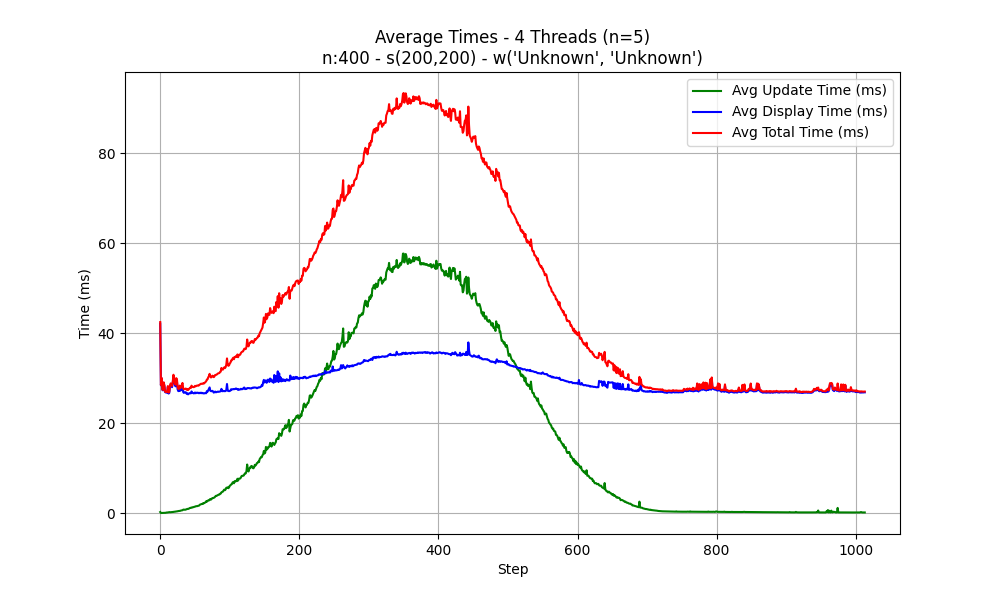 Average Times - 4 Threads (n=5)
n:400 - s(200,200) - w('Unknown', 'Unknown')
Avg Update Time (ms)
Avg Display Time (ms)
Avg Total Time (ms)
Time (ms)
80
60
40
20
0
0 200 400 600 800 1000
Step